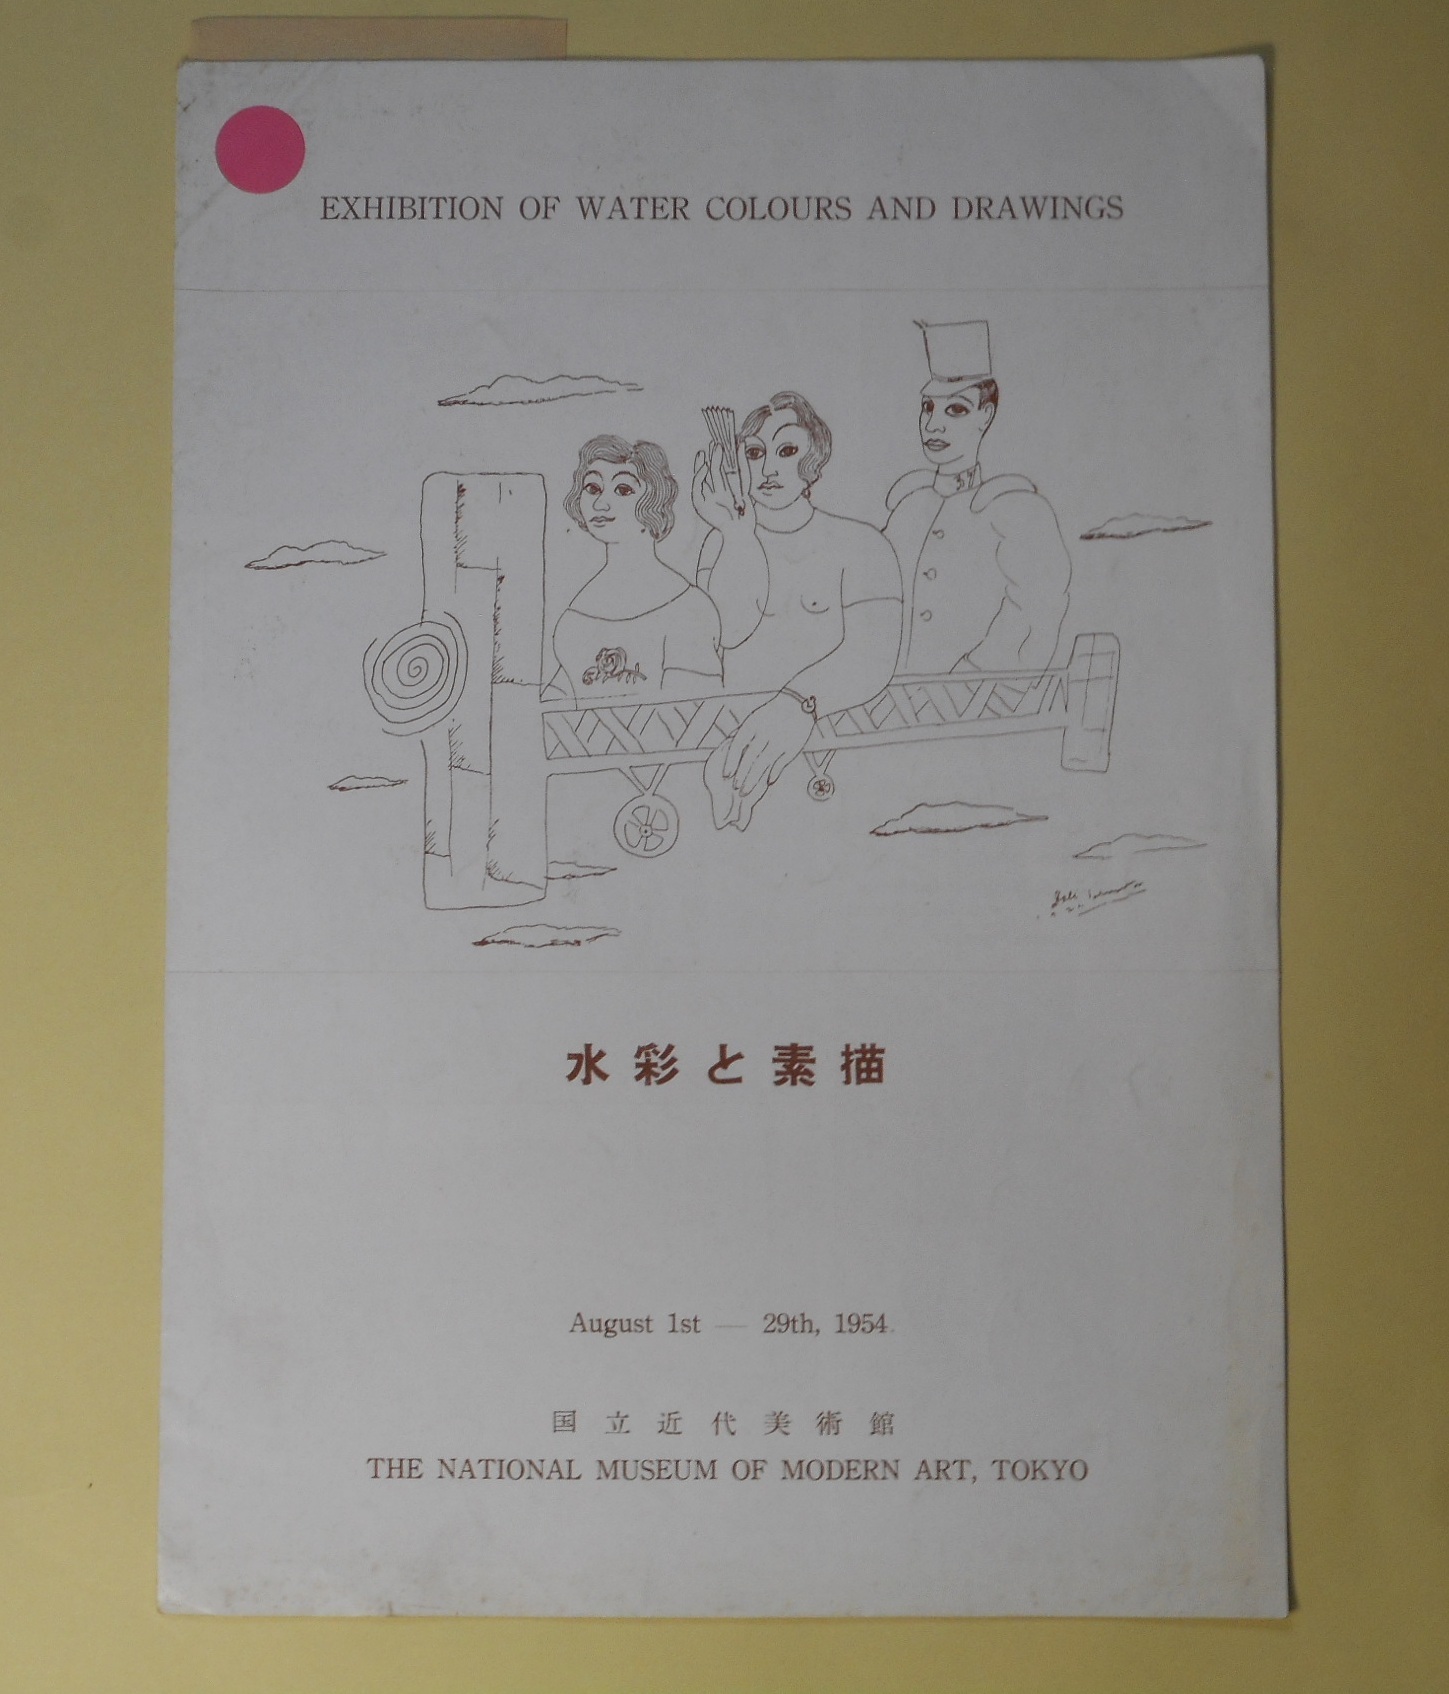 EXHIBITION OF WATER COLOURS AND DRAWINGS
水彩と素描
August 1st — 29th, 1954.
国立近代美術館
THE NATIONAL MUSEUM OF MODERN ART, TOKYO